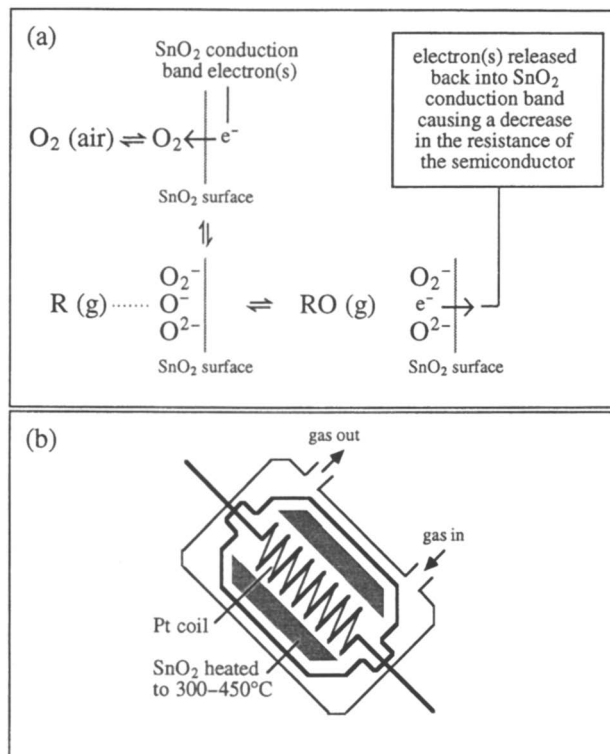 (a)
SnO₂ conduction
band electron(s)
O₂ (air) ⇌ O₂ ← e⁻
SnO₂ surface
electron(s) released
back into SnO₂
conduction band
causing a decrease
in the resistance of
the semiconductor
⇌
O₂⁻
R (g) ······ O⁻ ⇌ RO (g)
O²⁻
SnO₂ surface
O₂⁻
e⁻ →
O²⁻
SnO₂ surface
(b)
gas out
gas in
Pt coil
SnO₂ heated
to 300–450°C